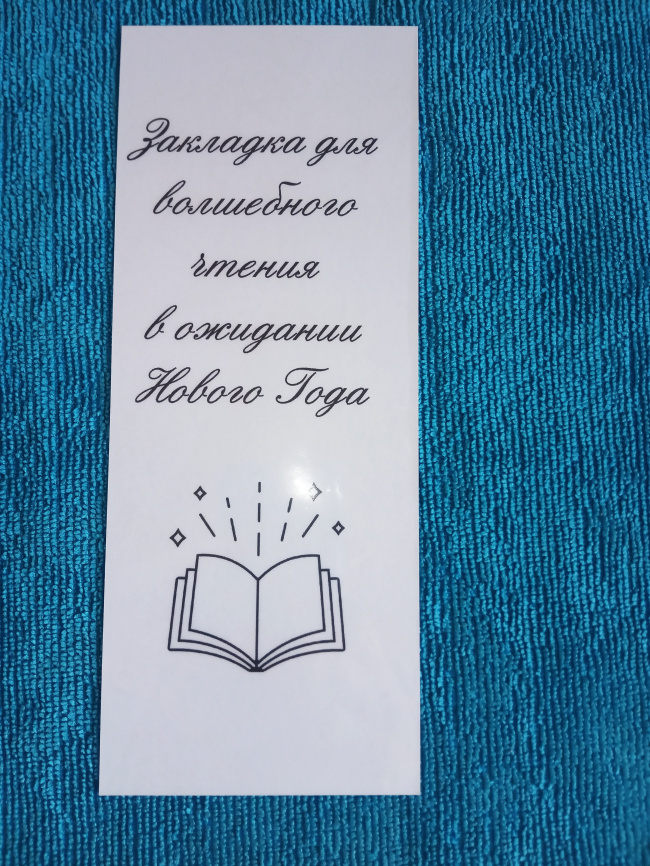 Закладка для
волшебного
чтения
в ожидании
Нового Года